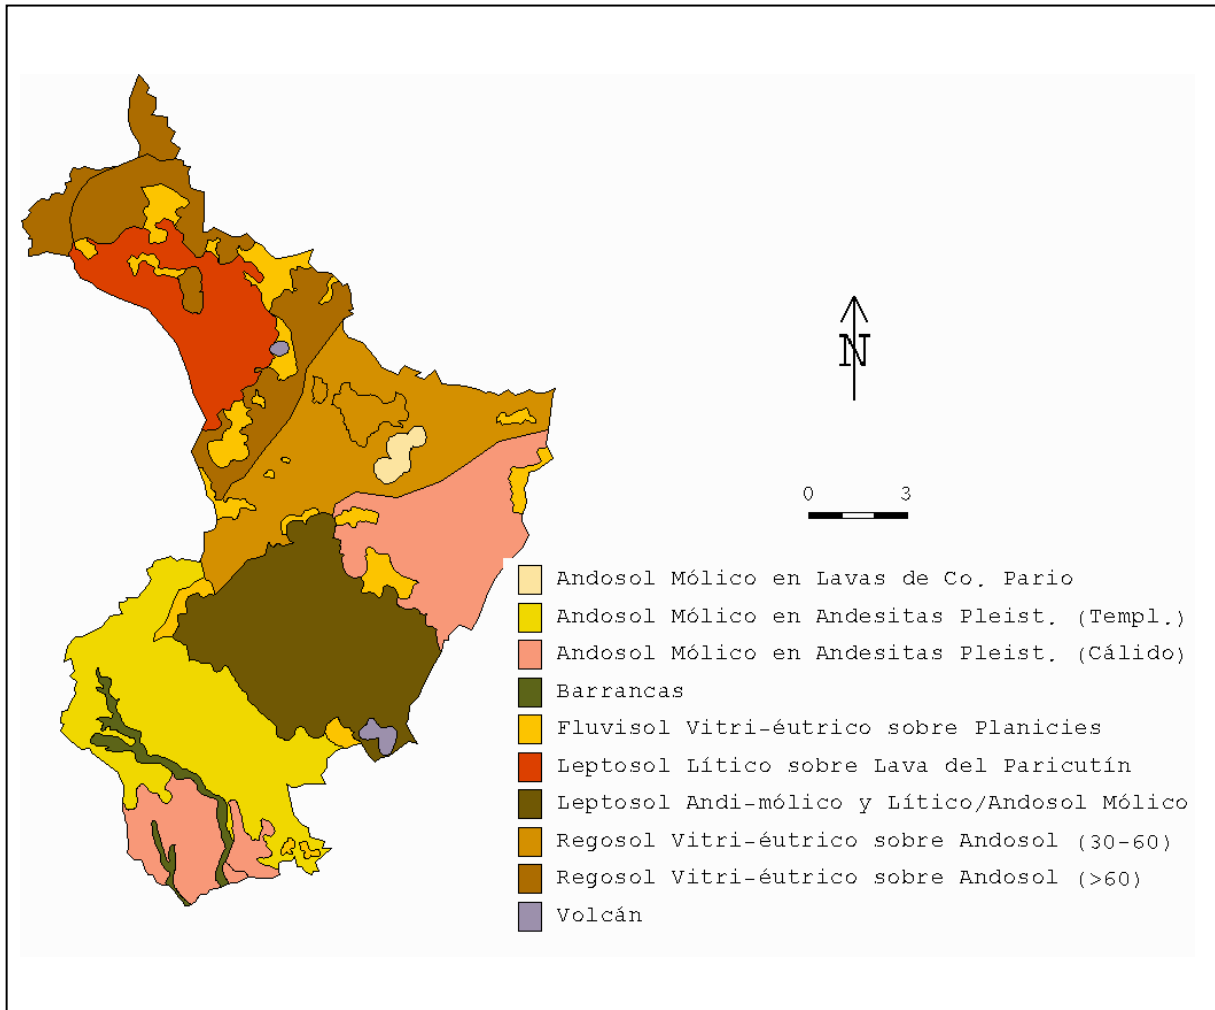 N
0 3
Andosol Mólico en Lavas de Co. Pario
Andosol Mólico en Andesitas Pleist. (Templ.)
Andosol Mólico en Andesitas Pleist. (Cálido)
Barrancas
Fluvisol Vitri-éutrico sobre Planicies
Leptosol Lítico sobre Lava del Paricutín
Leptosol Andi-mólico y Lítico/Andosol Mólico
Regosol Vitri-éutrico sobre Andosol (30-60)
Regosol Vitri-éutrico sobre Andosol (>60)
Volcán